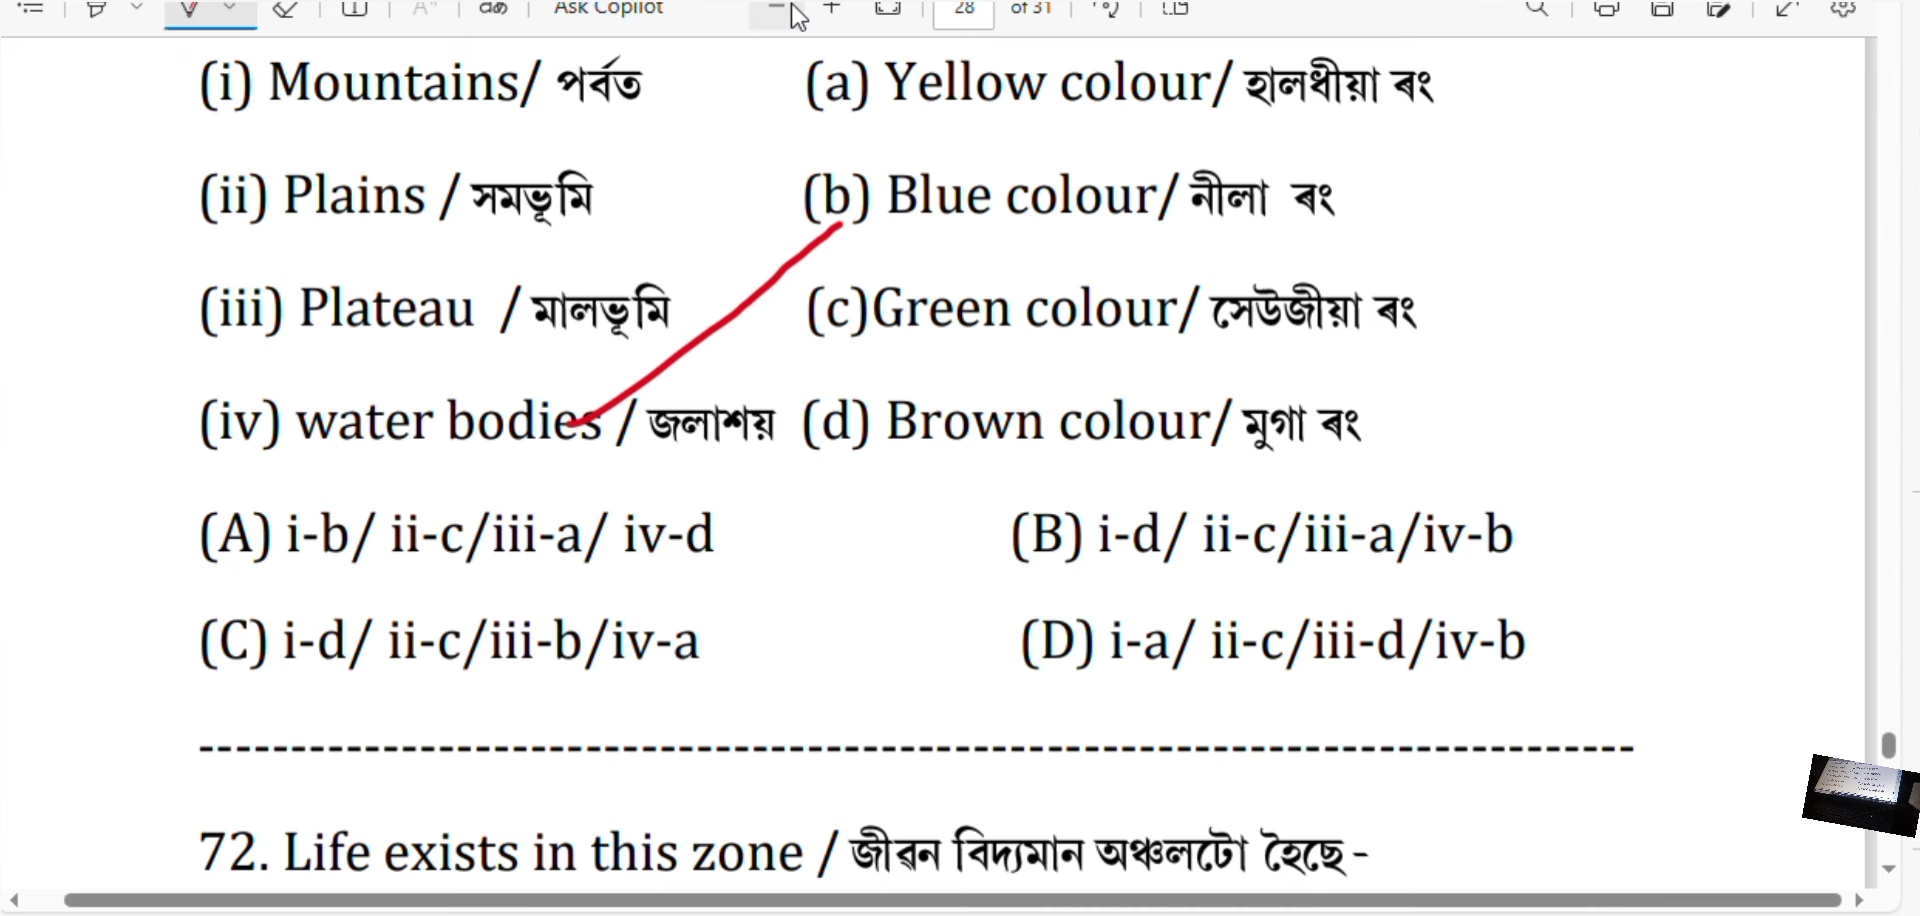 Ask Copilot 28 of 31
(i) Mountains/ পৰ্বত (a) Yellow colour/ হালধীয়া ৰং
(ii) Plains / সমভূমি (b) Blue colour/ নীলা ৰং
(iii) Plateau / মালভূমি (c)Green colour/ সেউজীয়া ৰং
(iv) water bodies / জলাশয় (d) Brown colour/ মুগা ৰং
(A) i-b/ ii-c/iii-a/ iv-d (B) i-d/ ii-c/iii-a/iv-b
(C) i-d/ ii-c/iii-b/iv-a (D) i-a/ ii-c/iii-d/iv-b
--------------------------------------------------------------------------------
72. Life exists in this zone / জীৱন বিদ্যমান অঞ্চলটো হৈছে -